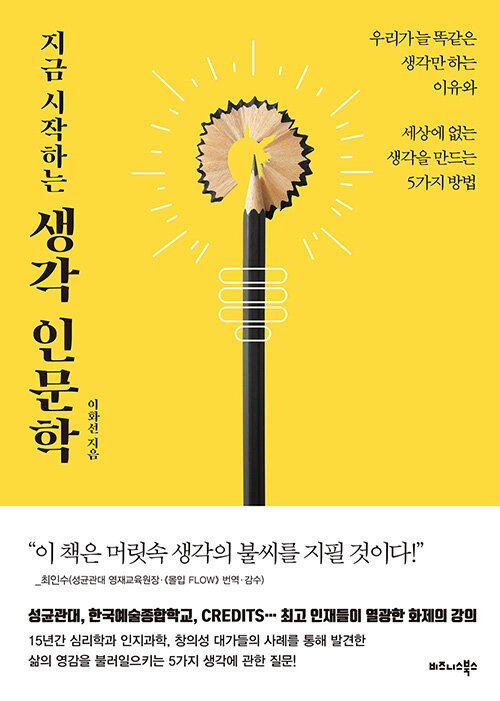 지금 시작하는
생각 인문학
이화선 지음
우리가 늘 똑같은
생각만 하는
이유와
세상에 없는
생각을 만드는
5가지 방법
“이 책은 머릿속 생각의 불씨를 지필 것이다!”
_최인수(성균관대 영재교육원장·《몰입 FLOW》 번역·감수)
성균관대, 한국예술종합학교, CREDITS… 최고 인재들이 열광한 화제의 강의
15년간 심리학과 인지과학, 창의성 대가들의 사례를 통해 발견한
삶의 영감을 불러일으키는 5가지 생각에 관한 질문!
비즈니스북스